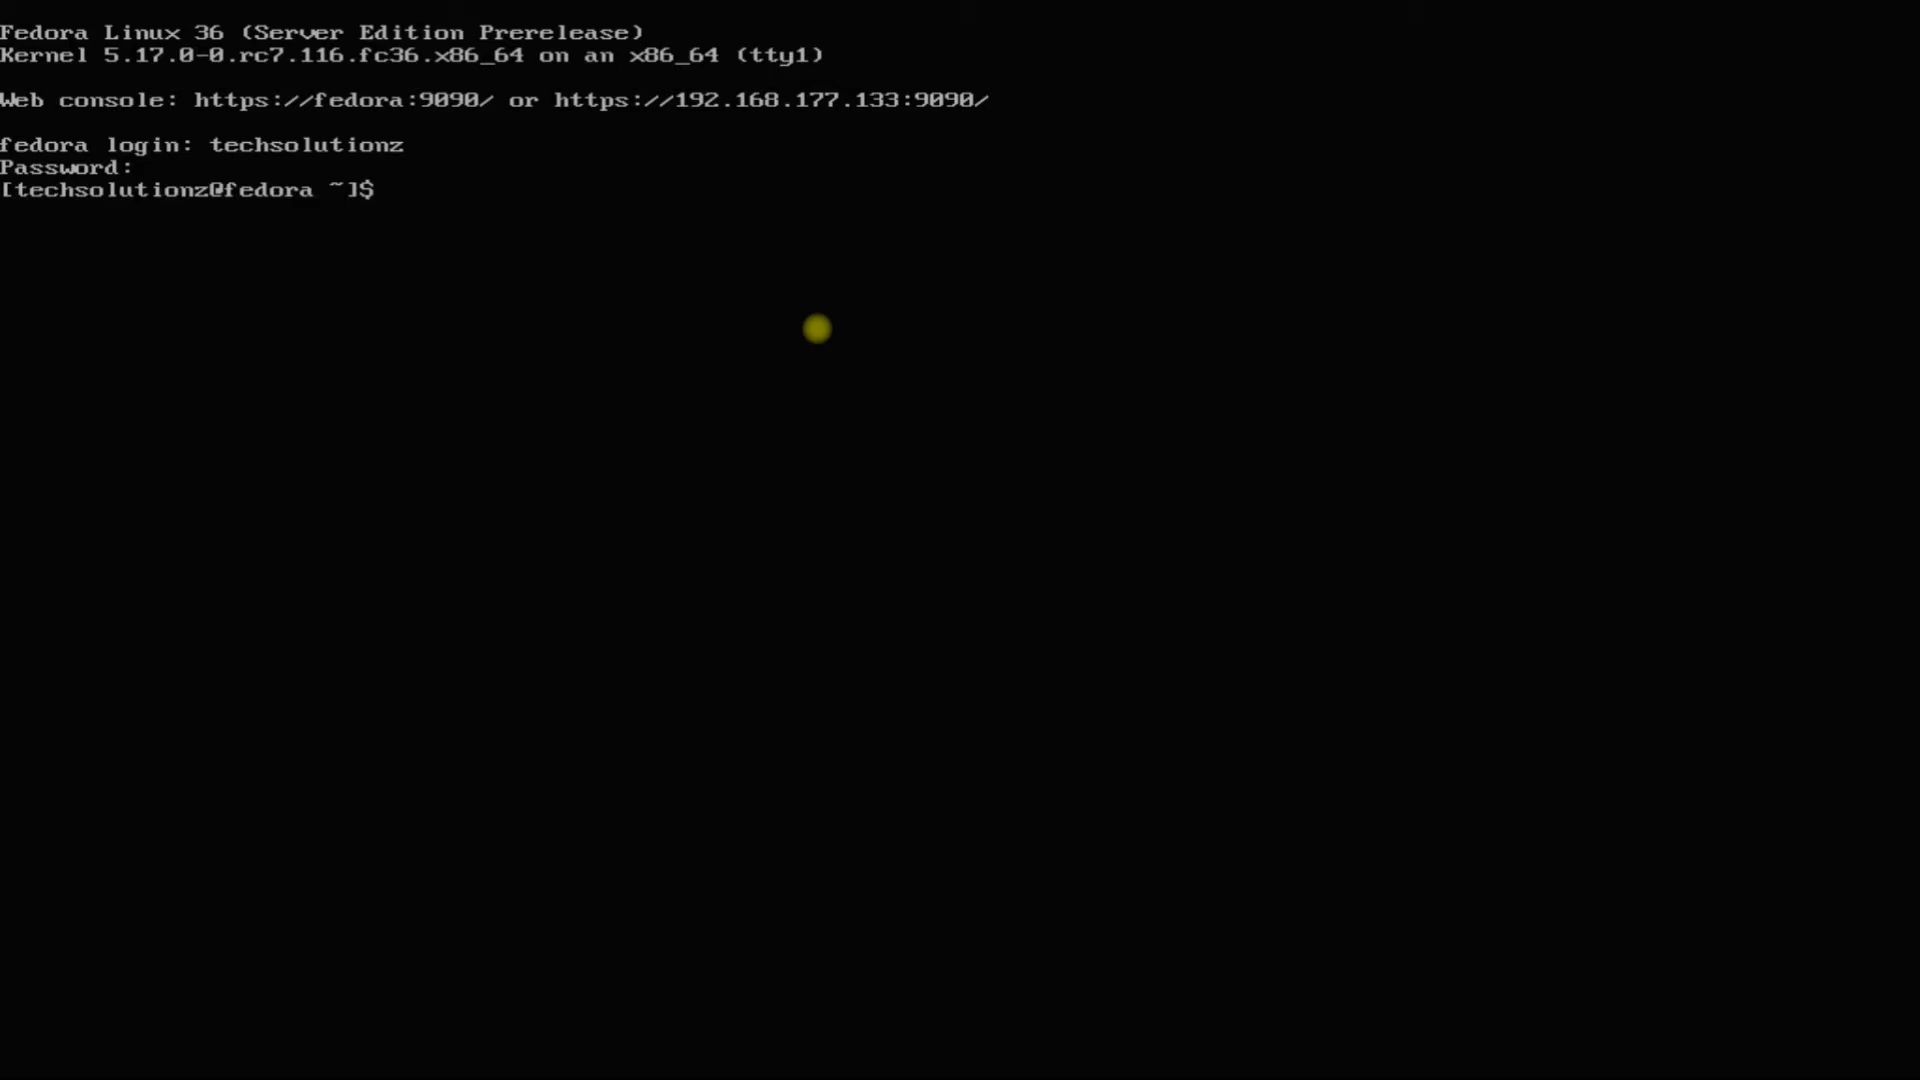 Fedora Linux 36 (Server Edition Prerelease)
Kernel 5.17.0-0.rc7.116.fc36.x86_64 on an x86_64 (tty1)
Web console: https://fedora:9090/ or https://192.168.177.133:9090/
fedora login: techsolutionz
Password:
[techsolutionz@fedora ~]$